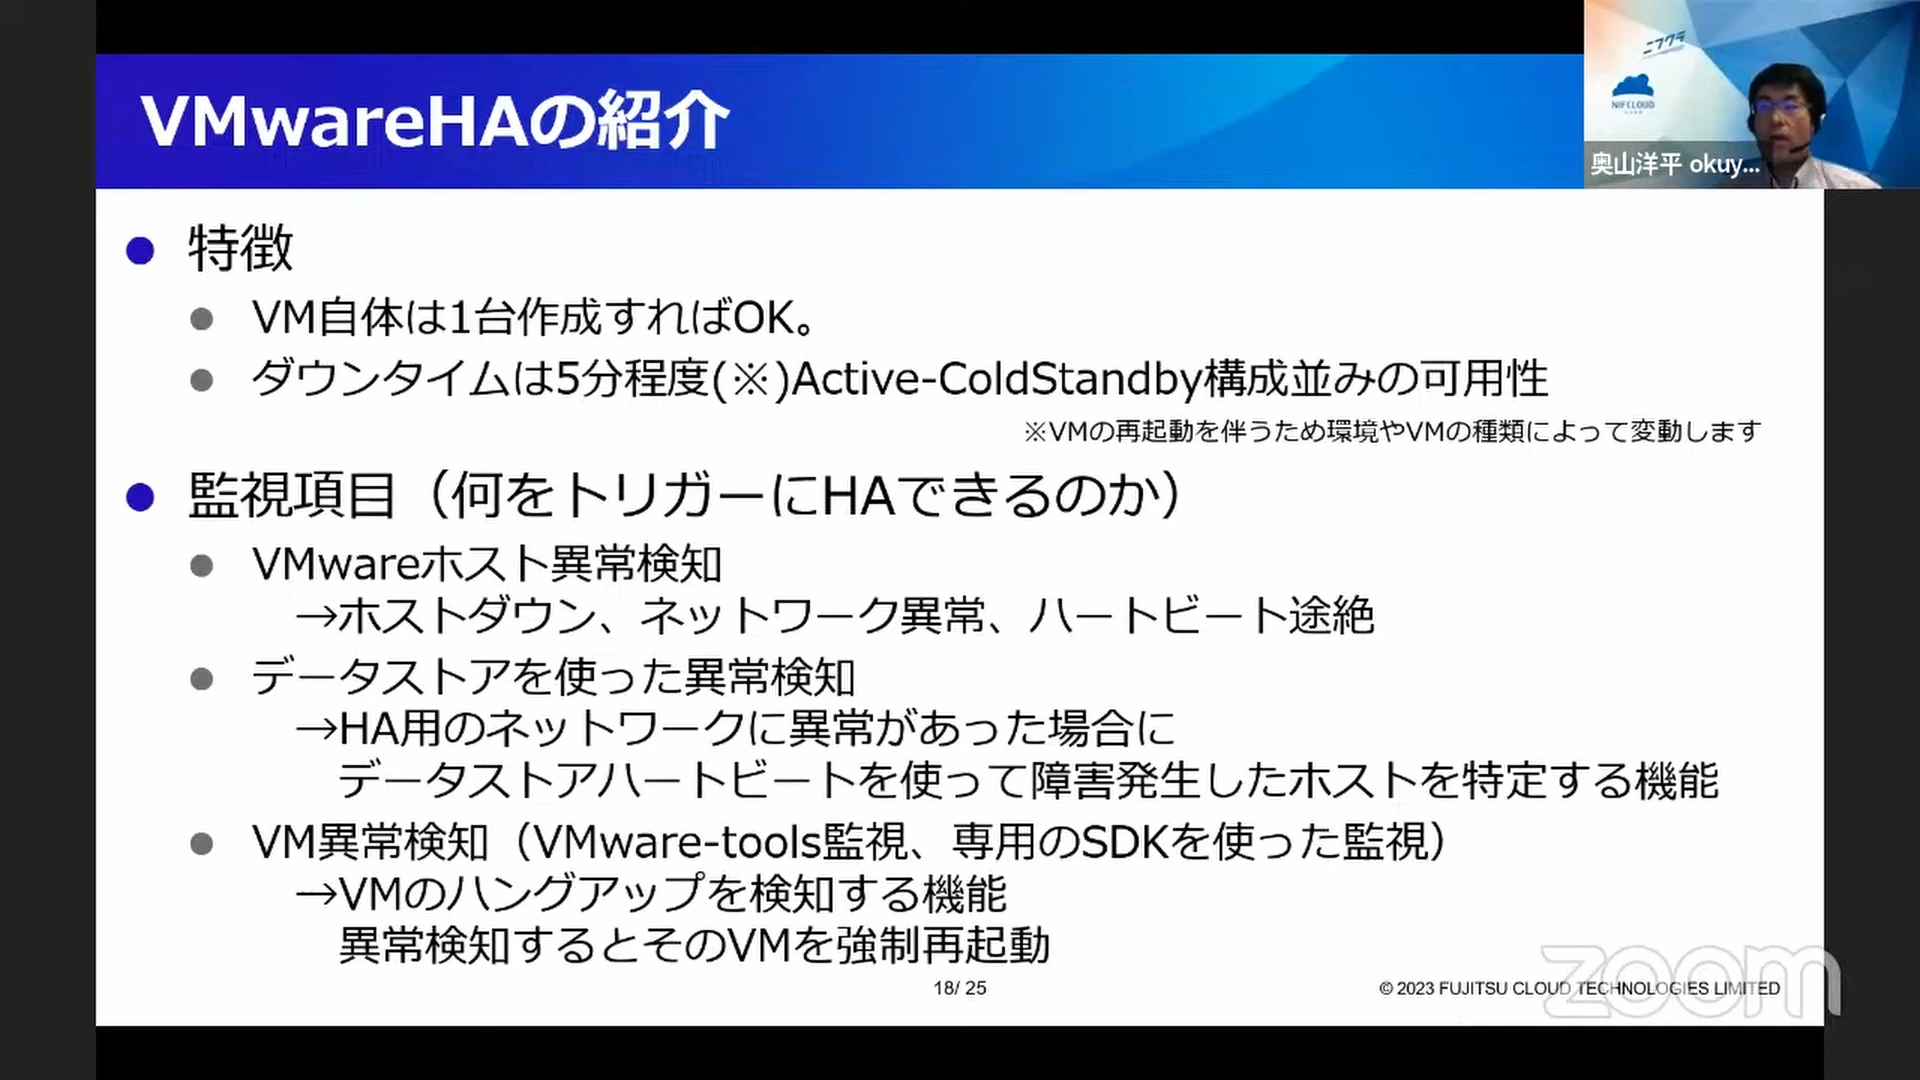 VMwareHAの紹介
ニフクラ
NIFCLOUD
奥山洋平 okuy...
特徴
VM自体は1台作成すればOK。
ダウンタイムは5分程度(※)Active-ColdStandby構成並みの可用性
※VMの再起動を伴うため環境やVMの種類によって変動します
監視項目（何をトリガーにHAできるのか）
VMwareホスト異常検知
→ホストダウン、ネットワーク異常、ハートビート途絶
データストアを使った異常検知
→HA用のネットワークに異常があった場合に
データストアハートビートを使って障害発生したホストを特定する機能
VM異常検知（VMware-tools監視、専用のSDKを使った監視）
→VMのハングアップを検知する機能
異常検知するとそのVMを強制再起動
18/ 25
© 2023 FUJITSU CLOUD TECHNOLOGIES LIMITED
zoom